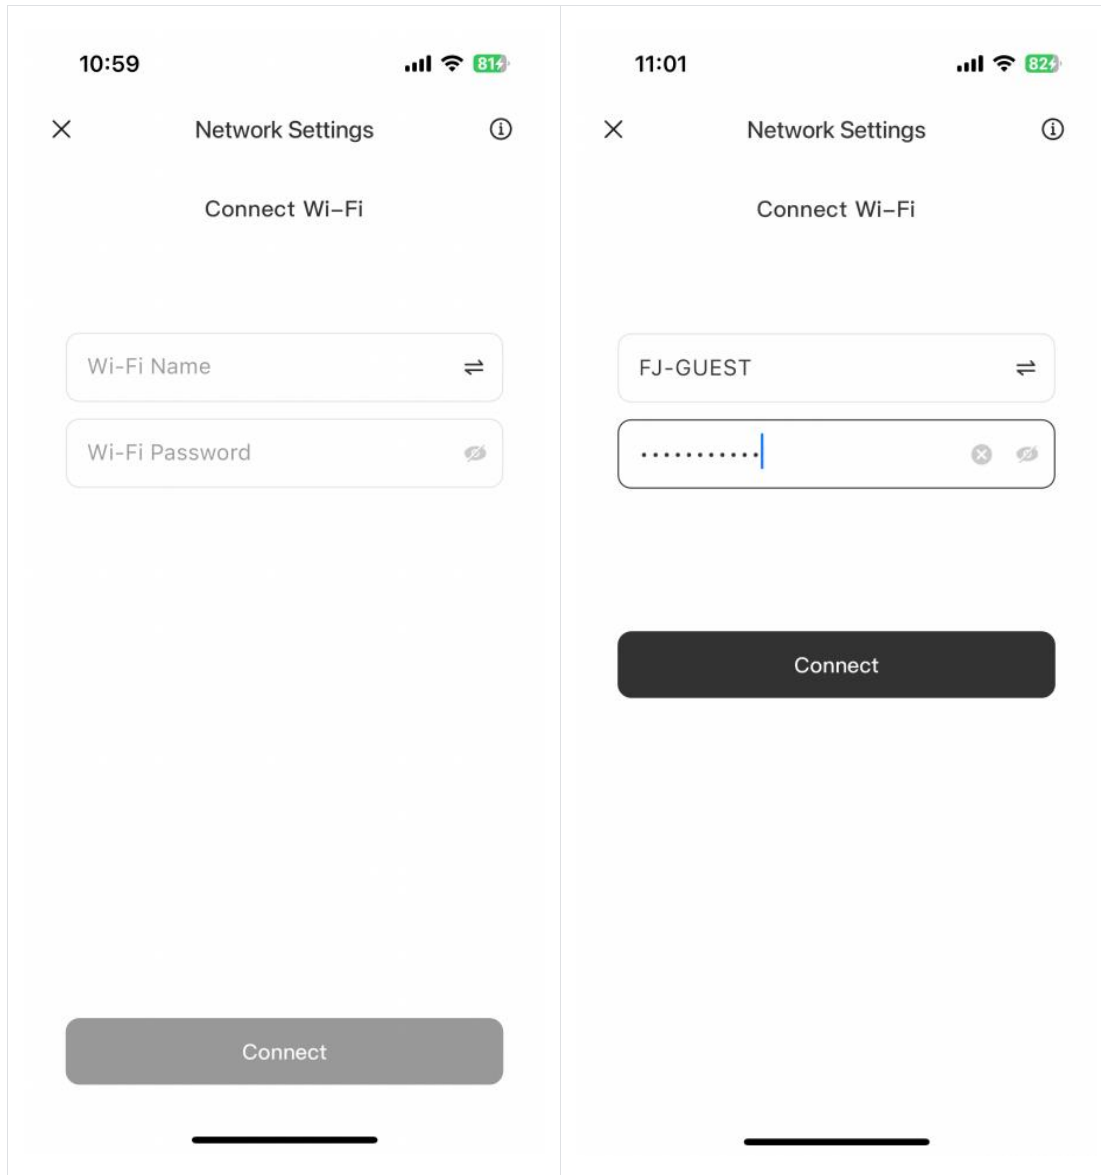 10:59
81
Network Settings
Connect Wi-Fi
Wi-Fi Name
Wi-Fi Password
Connect
11:01
82
Network Settings
Connect Wi-Fi
FJ-GUEST
•••••••••••
Connect